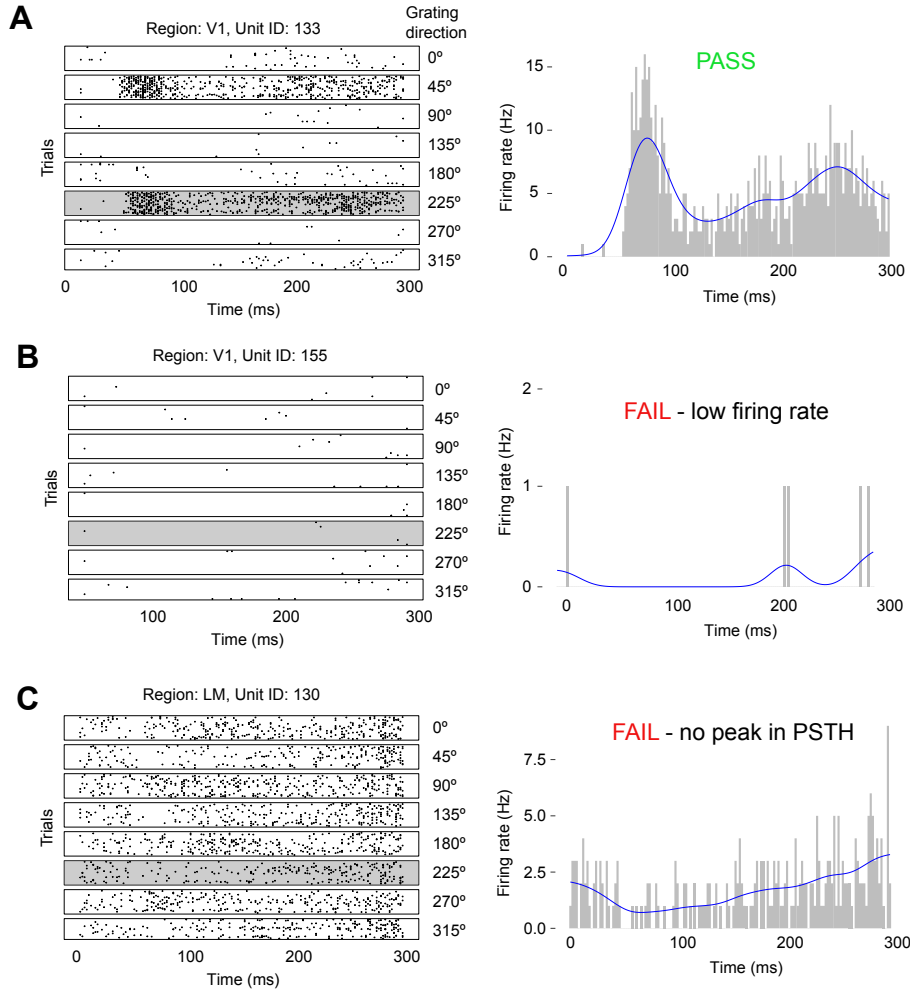 A
Region: V1, Unit ID: 133
Grating
direction
Trials
0º
45º
90º
135º
180º
225º
270º
315º
0 100 200 300
Time (ms)
PASS
Firing rate (Hz)
15
10
5
0
0 100 200 300
Time (ms)
B
Region: V1, Unit ID: 155
Trials
0º
45º
90º
135º
180º
225º
270º
315º
100 200 300
Time (ms)
FAIL - low firing rate
Firing rate (Hz)
2
1
0
0 100 200 300
Time (ms)
C
Region: LM, Unit ID: 130
Trials
0º
45º
90º
135º
180º
225º
270º
315º
0 100 200 300
Time (ms)
FAIL - no peak in PSTH
Firing rate (Hz)
7.5
5.0
2.5
0.0
0 100 200 300
Time (ms)